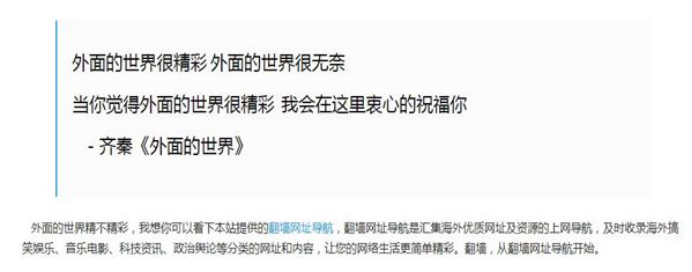 外面的世界很精彩 外面的世界很无奈
当你觉得外面的世界很精彩 我会在这里衷心的祝福你
- 齐秦《外面的世界》
外面的世界精不精彩，我想你可以看下本站提供的翻墙网址导航，翻墙网址导航是汇集海外优质网址及资源的上网导航，及时收录海外搞
笑娱乐、音乐电影、科技资讯、政治舆论等分类的网址和内容，让您的网络生活更简单精彩。翻墙，从翻墙网址导航开始。